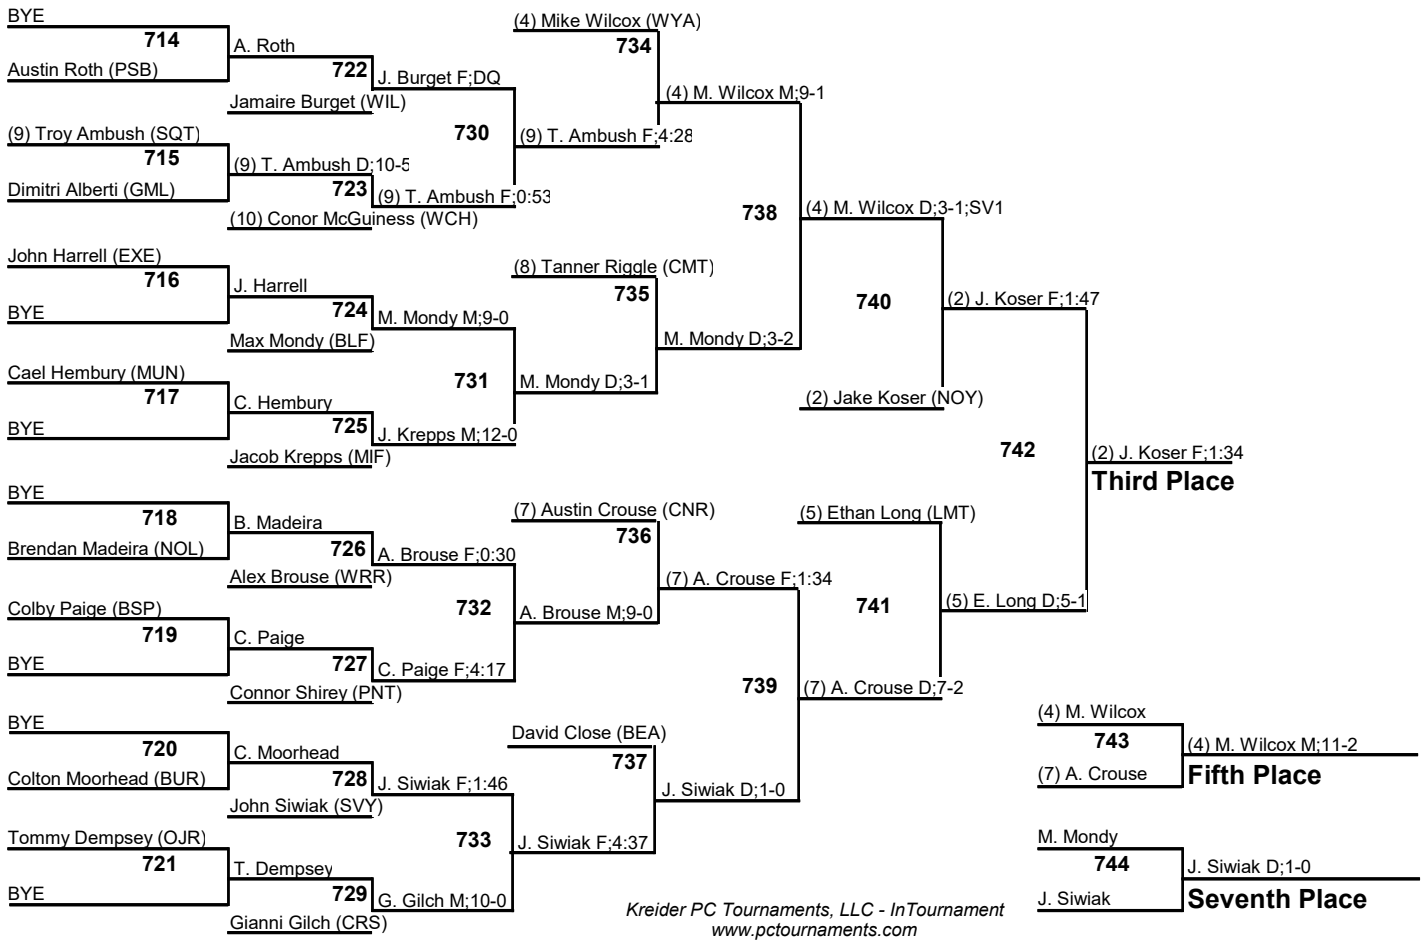 BYE
714
Austin Roth (PSB)
A. Roth
722
Jamaire Burget (WIL)
J. Burget F;DQ
(9) Troy Ambush (SQT)
715
Dimitri Alberti (GML)
(9) T. Ambush D;10-5
723
(10) Conor McGuiness (WCH)
(9) T. Ambush F;0:53
730
(9) T. Ambush F;4:28
(4) Mike Wilcox (WYA)
734
(4) M. Wilcox M;9-1
John Harrell (EXE)
716
BYE
J. Harrell
724
Max Mondy (BLF)
M. Mondy M;9-0
Cael Hembury (MUN)
717
BYE
C. Hembury
725
Jacob Krepps (MIF)
J. Krepps M;12-0
731
M. Mondy D;3-1
(8) Tanner Riggle (CMT)
735
M. Mondy D;3-2
738
(4) M. Wilcox D;3-1;SV1
740
(2) Jake Koser (NOY)
(2) J. Koser F;1:47
BYE
718
Brendan Madeira (NOL)
B. Madeira
726
Alex Brouse (WRR)
A. Brouse F;0:30
Colby Paige (BSP)
719
BYE
C. Paige
727
Connor Shirey (PNT)
C. Paige F;4:17
732
A. Brouse M;9-0
(7) Austin Crouse (CNR)
736
(7) A. Crouse F;1:34
BYE
720
Colton Moorhead (BUR)
C. Moorhead
728
John Siwiak (SVY)
J. Siwiak F;1:46
Tommy Dempsey (OJR)
721
BYE
T. Dempsey
729
Gianni Gilch (CRS)
G. Gilch M;10-0
733
J. Siwiak F;4:37
David Close (BEA)
737
J. Siwiak D;1-0
739
(7) A. Crouse D;7-2
(5) Ethan Long (LMT)
741
(5) E. Long D;5-1
742
(2) J. Koser F;1:34
Third Place
(4) M. Wilcox
743
(7) A. Crouse
(4) M. Wilcox M;11-2
Fifth Place
M. Mondy
744
J. Siwiak
J. Siwiak D;1-0
Seventh Place
Kreider PC Tournaments, LLC - InTournament
www.pctournaments.com